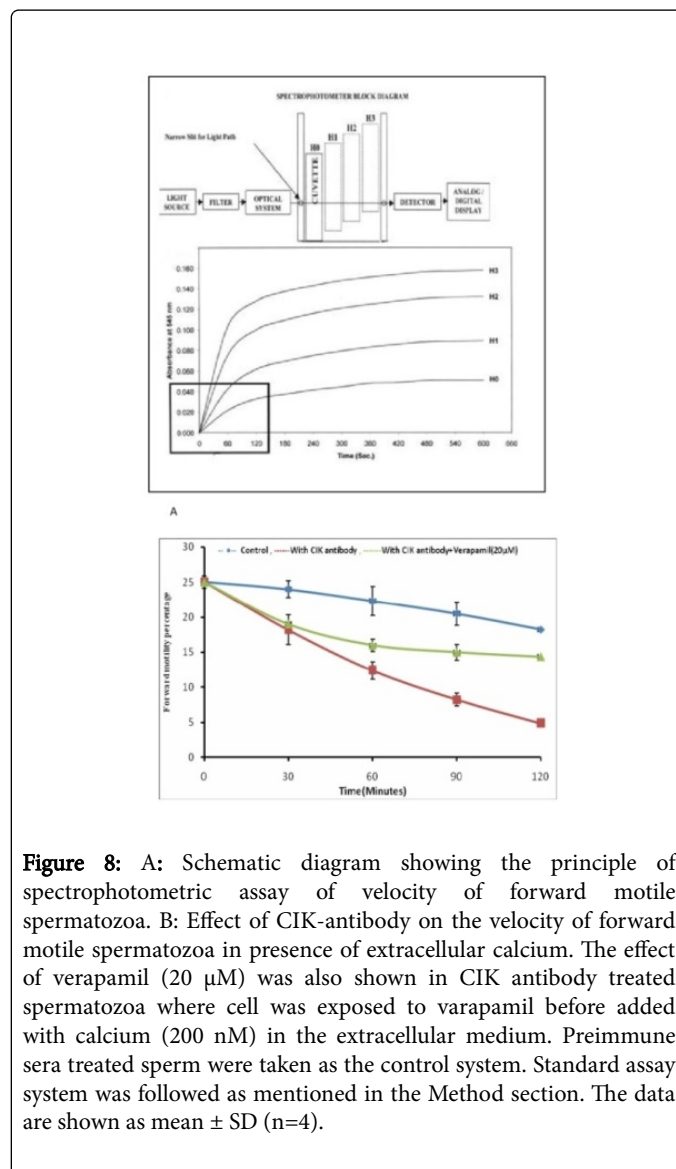 SPECTROPHOTOMETER BLOCK DIAGRAM
Narrow Slit for Light Path
H0
H1
H2
H3
CUVETTE
LIGHT SOURCE
FILTER
OPTICAL SYSTEM
DETECTOR
ANALOG / DIGITAL DISPLAY
Absorbance at 545 nm
0.160
0.120
0.080
0.040
0.020
0.000
H3
H2
H1
H0
0 60 120 180 240 300 360 420 480 540 600
Time (Sec.)
A
Control , With CIK antibody , With CIK antibody+Verapamil(20µM)
Forward motility percentage
30
25
20
15
10
5
0
0 30 60 90 120
Time(Minutes)
Figure 8: A: Schematic diagram showing the principle of
spectrophotometric assay of velocity of forward motile
spermatozoa. B: Effect of CIK-antibody on the velocity of forward
motile spermatozoa in presence of extracellular calcium. The effect
of verapamil (20 μM) was also shown in CIK antibody treated
spermatozoa where cell was exposed to varapamil before added
with calcium (200 nM) in the extracellular medium. Preimmune
sera treated sperm were taken as the control system. Standard assay
system was followed as mentioned in the Method section. The data
are shown as mean ± SD (n=4).